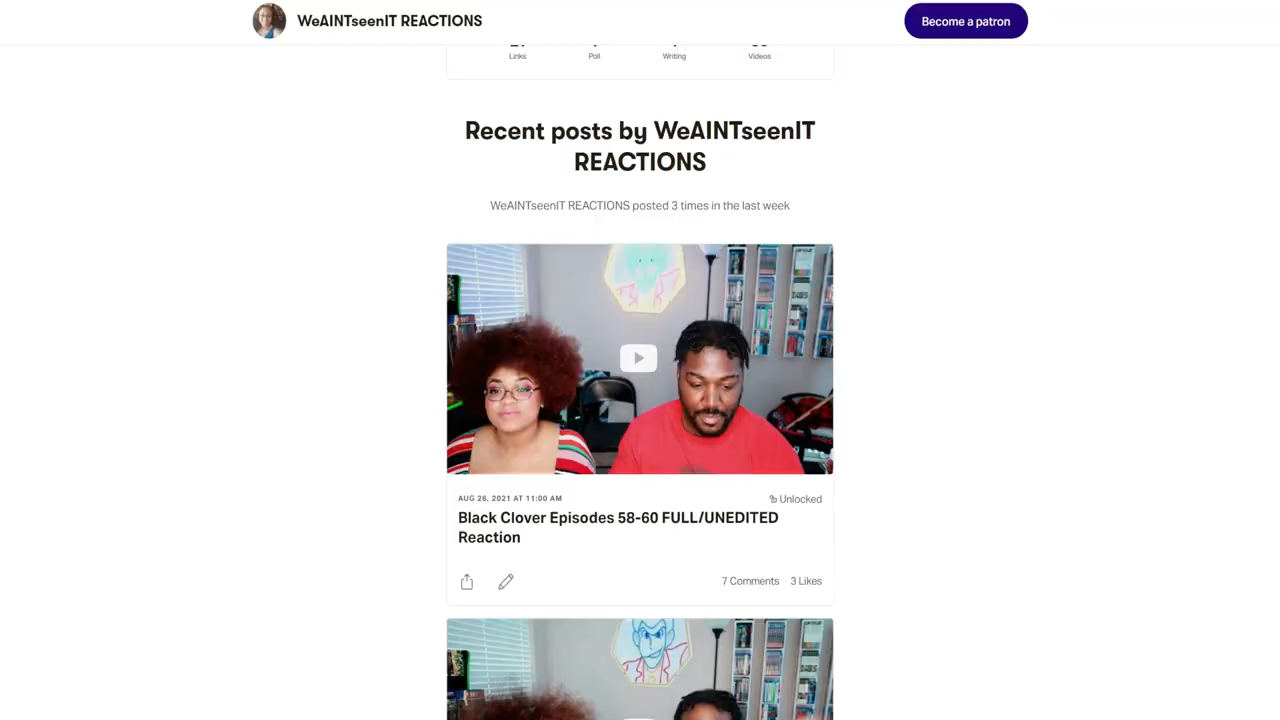 WeAINTseenIT REACTIONS
Become a patron
Links
Poll
Writing
Videos
Recent posts by WeAINTseenIT
REACTIONS
WeAINTseenIT REACTIONS posted 3 times in the last week
AUG 26, 2021 AT 11:00 AM
Unlocked
Black Clover Episodes 58-60 FULL/UNEDITED
Reaction
7 Comments
3 Likes